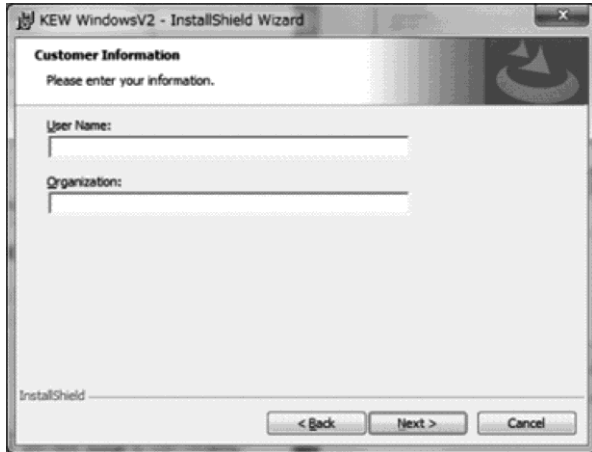 KEW WindowsV2 - InstallShield Wizard
Customer Information
Please enter your information.
User Name:
Organization:
InstallShield
< Back Next > Cancel